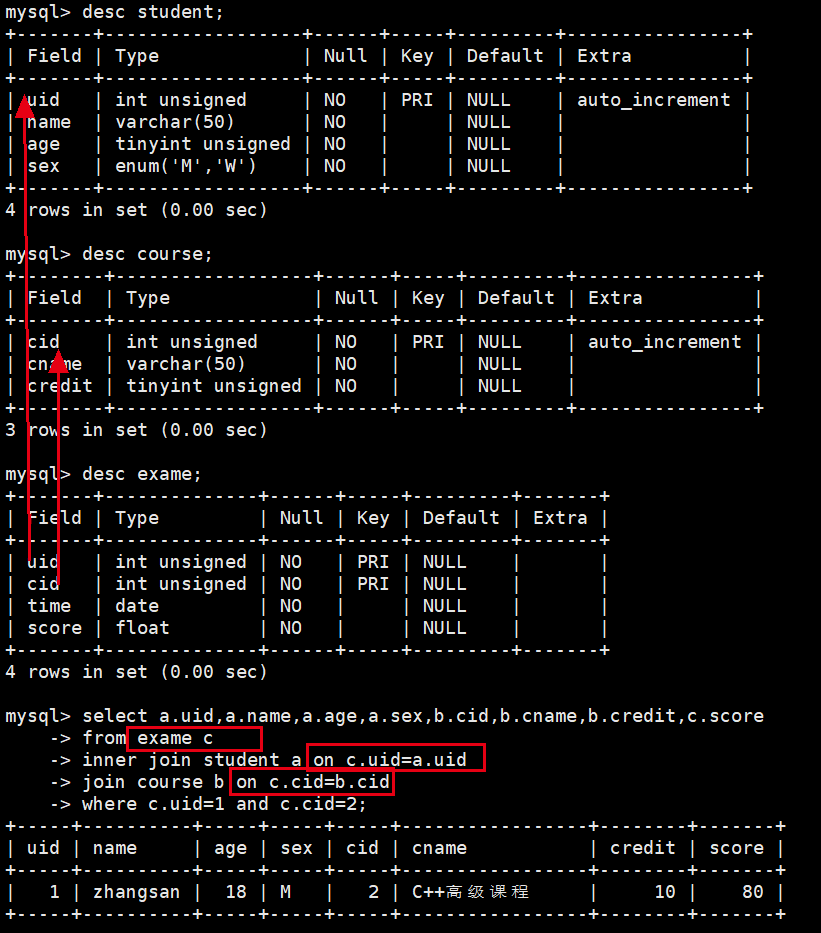 mysql> desc student;
+-------+------------------+------+-----+---------+----------------+
| Field | Type             | Null | Key | Default | Extra          |
+-------+------------------+------+-----+---------+----------------+
| uid   | int unsigned     | NO   | PRI | NULL    | auto_increment |
| name  | varchar(50)      | NO   |     | NULL    |                |
| age   | tinyint unsigned | NO   |     | NULL    |                |
| sex   | enum('M','W')    | NO   |     | NULL    |                |
+-------+------------------+------+-----+---------+----------------+
4 rows in set (0.00 sec)

mysql> desc course;
+--------+------------------+------+-----+---------+----------------+
| Field  | Type             | Null | Key | Default | Extra          |
+--------+------------------+------+-----+---------+----------------+
| cid    | int unsigned     | NO   | PRI | NULL    | auto_increment |
| cname  | varchar(50)      | NO   |     | NULL    |                |
| credit | tinyint unsigned | NO   |     | NULL    |                |
+--------+------------------+------+-----+---------+----------------+
3 rows in set (0.00 sec)

mysql> desc exame;
+-------+--------------+------+-----+---------+-------+
| Field | Type         | Null | Key | Default | Extra |
+-------+--------------+------+-----+---------+-------+
| uid   | int unsigned | NO   | PRI | NULL    |       |
| cid   | int unsigned | NO   | PRI | NULL    |       |
| time  | date         | NO   |     | NULL    |       |
| score | float        | NO   |     | NULL    |       |
+-------+--------------+------+-----+---------+-------+
4 rows in set (0.00 sec)

mysql> select a.uid,a.name,a.age,a.sex,b.cid,b.cname,b.credit,c.score
    -> from exame c
    -> inner join student a on c.uid=a.uid
    -> join course b on c.cid=b.cid
    -> where c.uid=1 and c.cid=2;
+-----+----------+-----+-----+-----+-----------------+--------+-------+
| uid | name     | age | sex | cid | cname           | credit | score |
+-----+----------+-----+-----+-----+-----------------+--------+-------+
|   1 | zhangsan |  18 | M   |   2 | C++高级课程     |     10 |    80 |
+-----+----------+-----+-----+-----+-----------------+--------+-------+